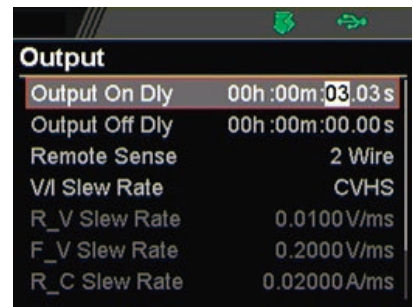 Output
Output On Dly 00h :00m :03.03 s
Output Off Dly 00h :00m :00.00 s
Remote Sense 2 Wire
V/I Slew Rate CVHS
R_V Slew Rate 0.0100 V/ms
F_V Slew Rate 0.2000 V/ms
R_C Slew Rate 0.02000 A/ms